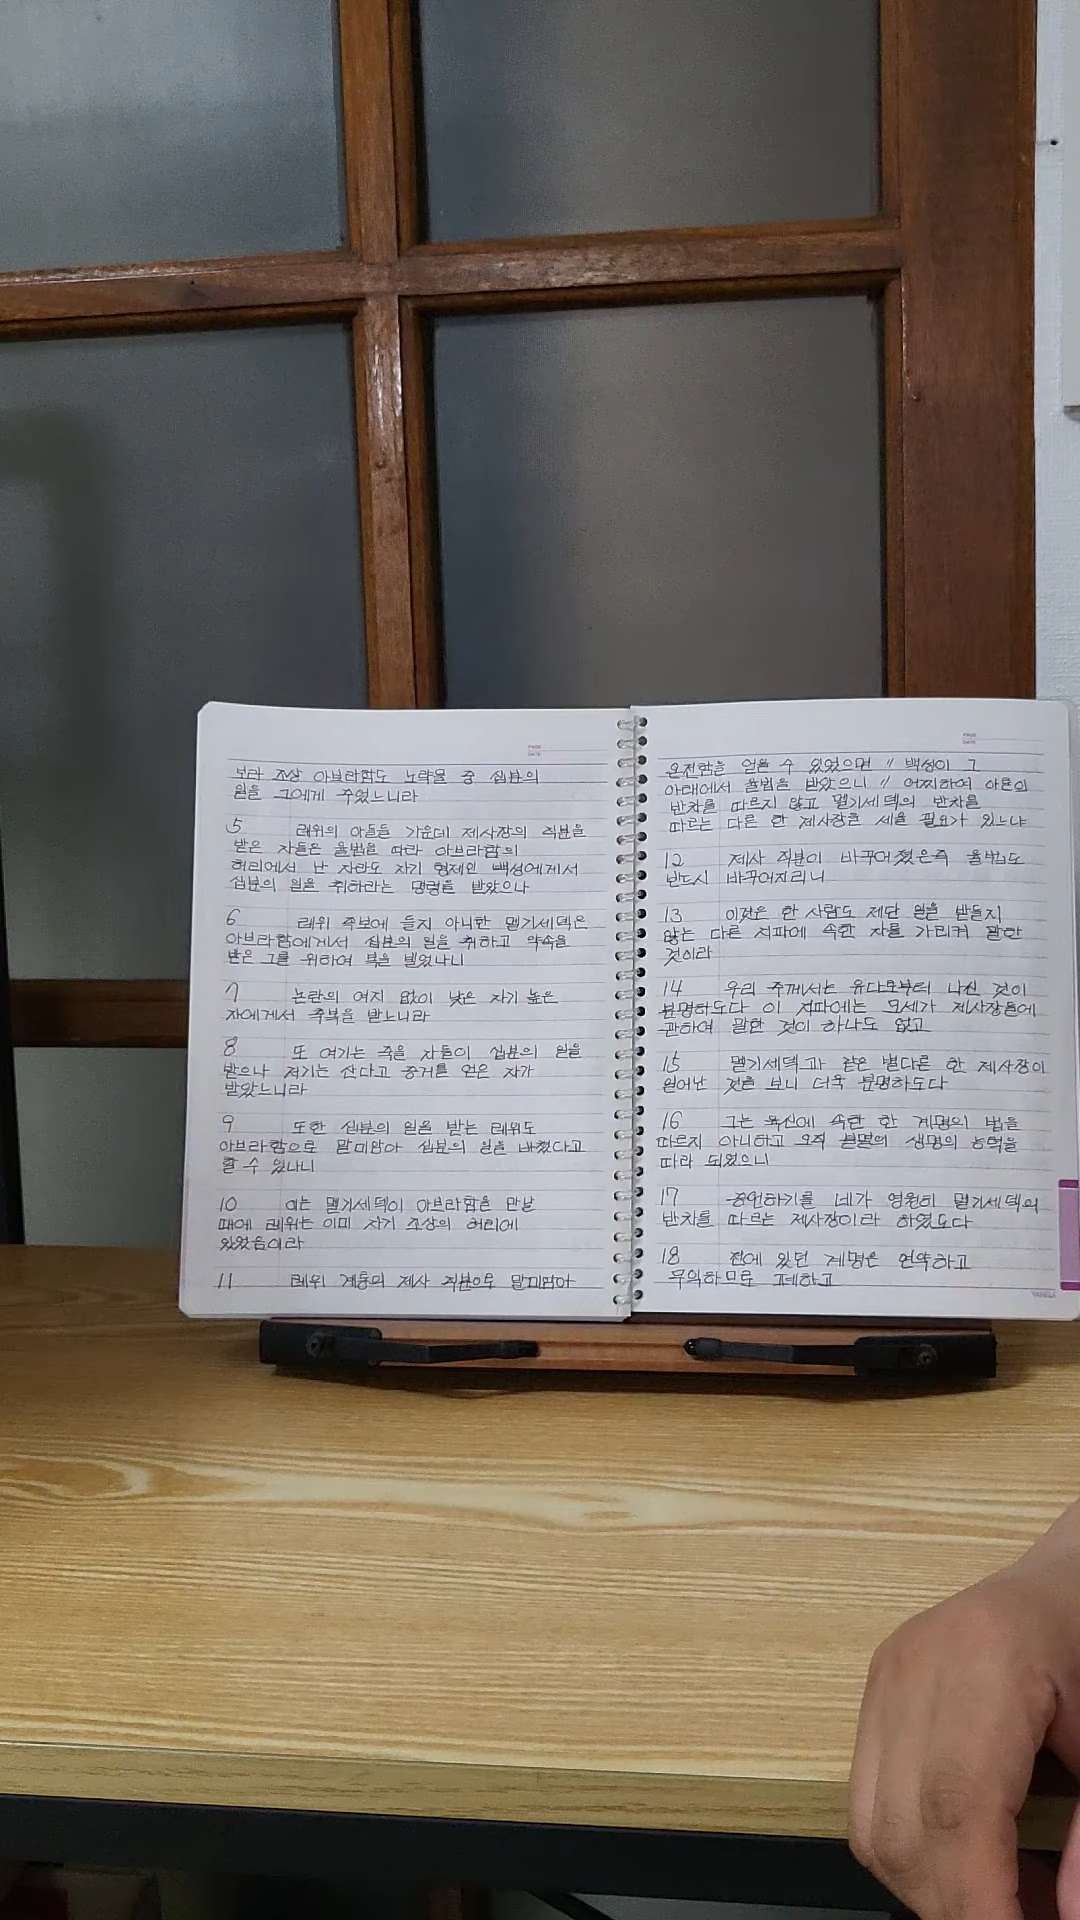 PAGE
DATE
보라 조상 아브라함도 노략물 중 십분의
일을 그에게 주었느니라
5 레위의 아들들 가운데 제사장의 직분을
받은 자들은 율법을 따라 아브라함의
허리에서 난 자라도 자기 형제인 백성에게서
십분의 일을 취하라는 명령을 받았으나
6 레위 족보에 들지 아니한 멜기세덱은
아브라함에게서 십분의 일을 취하고 약속을
받은 그를 위하여 복을 빌었나니
7 논란의 여지 없이 낮은 자기 높은
자에게서 축복을 받느니라
8 또 여기는 죽을 자들이 십분의 일을
받으나 저기는 산다고 증거를 얻은 자가
받았느니라
9 또한 십분의 일을 받는 레위도
아브라함으로 말미암아 십분의 일을 바쳤다고
할 수 있나니
10 이는 멜기세덱이 아브라함을 만날
때에 레위는 이미 자기 조상의 허리에
있었음이라
11 레위 계통의 제사 직분으로 말미암아
PAGE
DATE
온전함을 얻을 수 있었으면 // 백성이 그
아래에서 율법을 받았으니 // 어찌하여 아론의
반차를 따르지 않고 멜기세덱의 반차를
따르는 다른 한 제사장을 세울 필요가 있느냐
12 제사 직분이 바꾸어졌은즉 율법도
반드시 바꾸어지리니
13 이것은 한 사람도 제단 일을 받들지
않는 다른 지파에 속한 자를 가리켜 말한
것이라
14 우리 주께서는 유다로부터 나신 것이
분명하도다 이 지파에는 모세가 제사장들에
관하여 말한 것이 하나도 없고
15 멜기세덱과 같은 별다른 한 제사장이
일어난 것을 보니 더욱 분명하도다
16 그는 육신에 속한 한 계명의 법을
따르지 아니하고 오직 불멸의 생명의 능력을
따라 되었으니
17 증언하기를 네가 영원히 멜기세덱의
반차를 따르는 제사장이라 하였도다
18 전에 있던 계명은 연약하고
무익하므로 폐하고